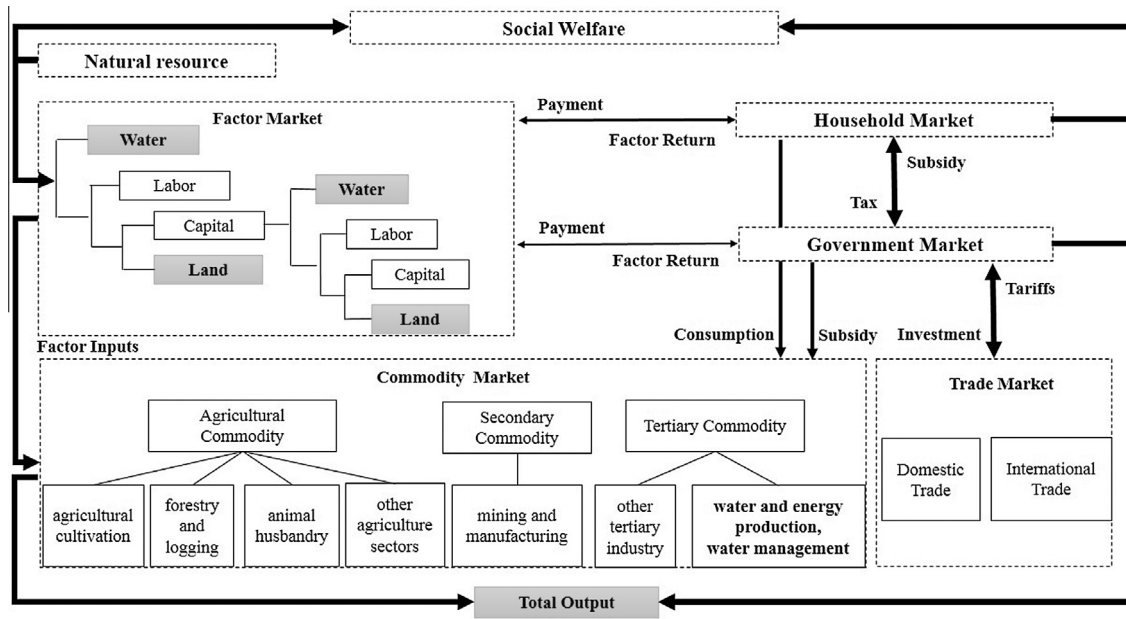 Social Welfare
Natural resource
Factor Market
Water
Labor
Capital
Land
Water
Labor
Capital
Land
Payment
Factor Return
Household Market
Subsidy
Tax
Payment
Factor Return
Government Market
Tariffs
Investment
Consumption
Subsidy
Factor Inputs
Commodity Market
Agricultural
Commodity
Secondary
Commodity
Tertiary Commodity
agricultural
cultivation
forestry
and
logging
animal
husbandry
other
agriculture
sectors
mining and
manufacturing
other
tertiary
industry
water and energy
production,
water management
Trade Market
Domestic
Trade
International
Trade
Total Output